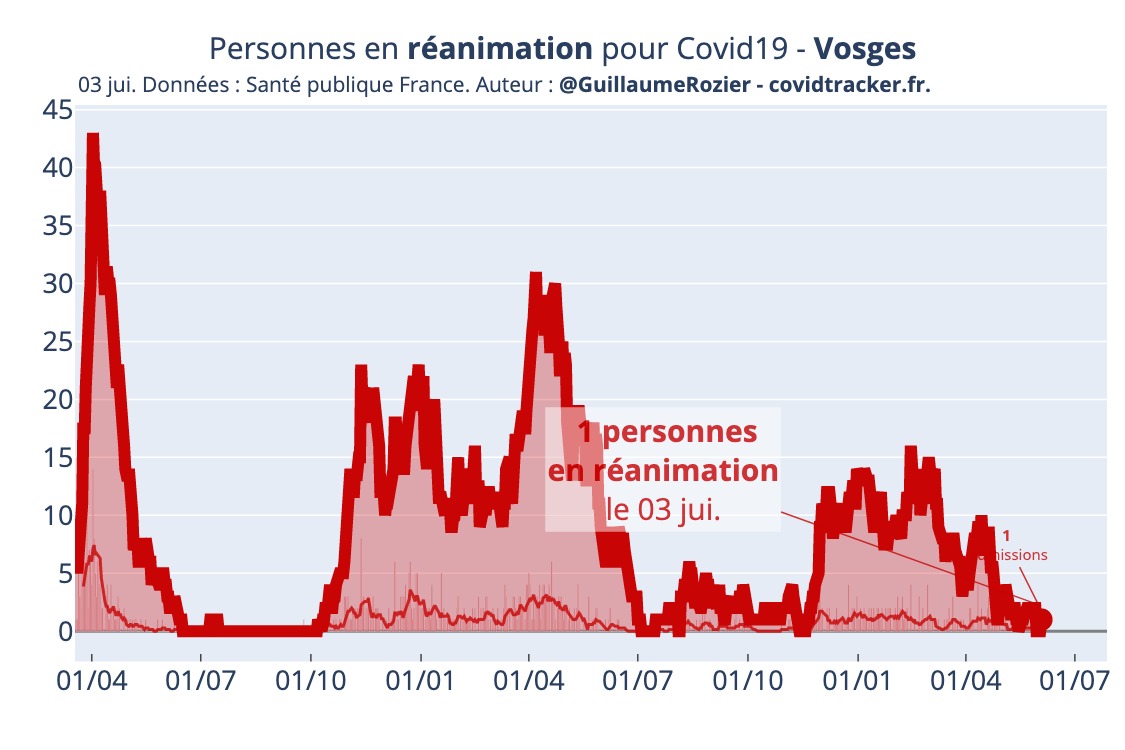 Personnes en réanimation pour Covid19 - Vosges
03 jui. Données : Santé publique France. Auteur : @GuillaumeRozier - covidtracker.fr.
45
40
35
30
25
20
15
10
5
0
1 personnes
en réanimation
le 03 jui.
1
01/04 01/07 01/10 01/01 01/04 01/07 01/10 01/01 01/04 01/07